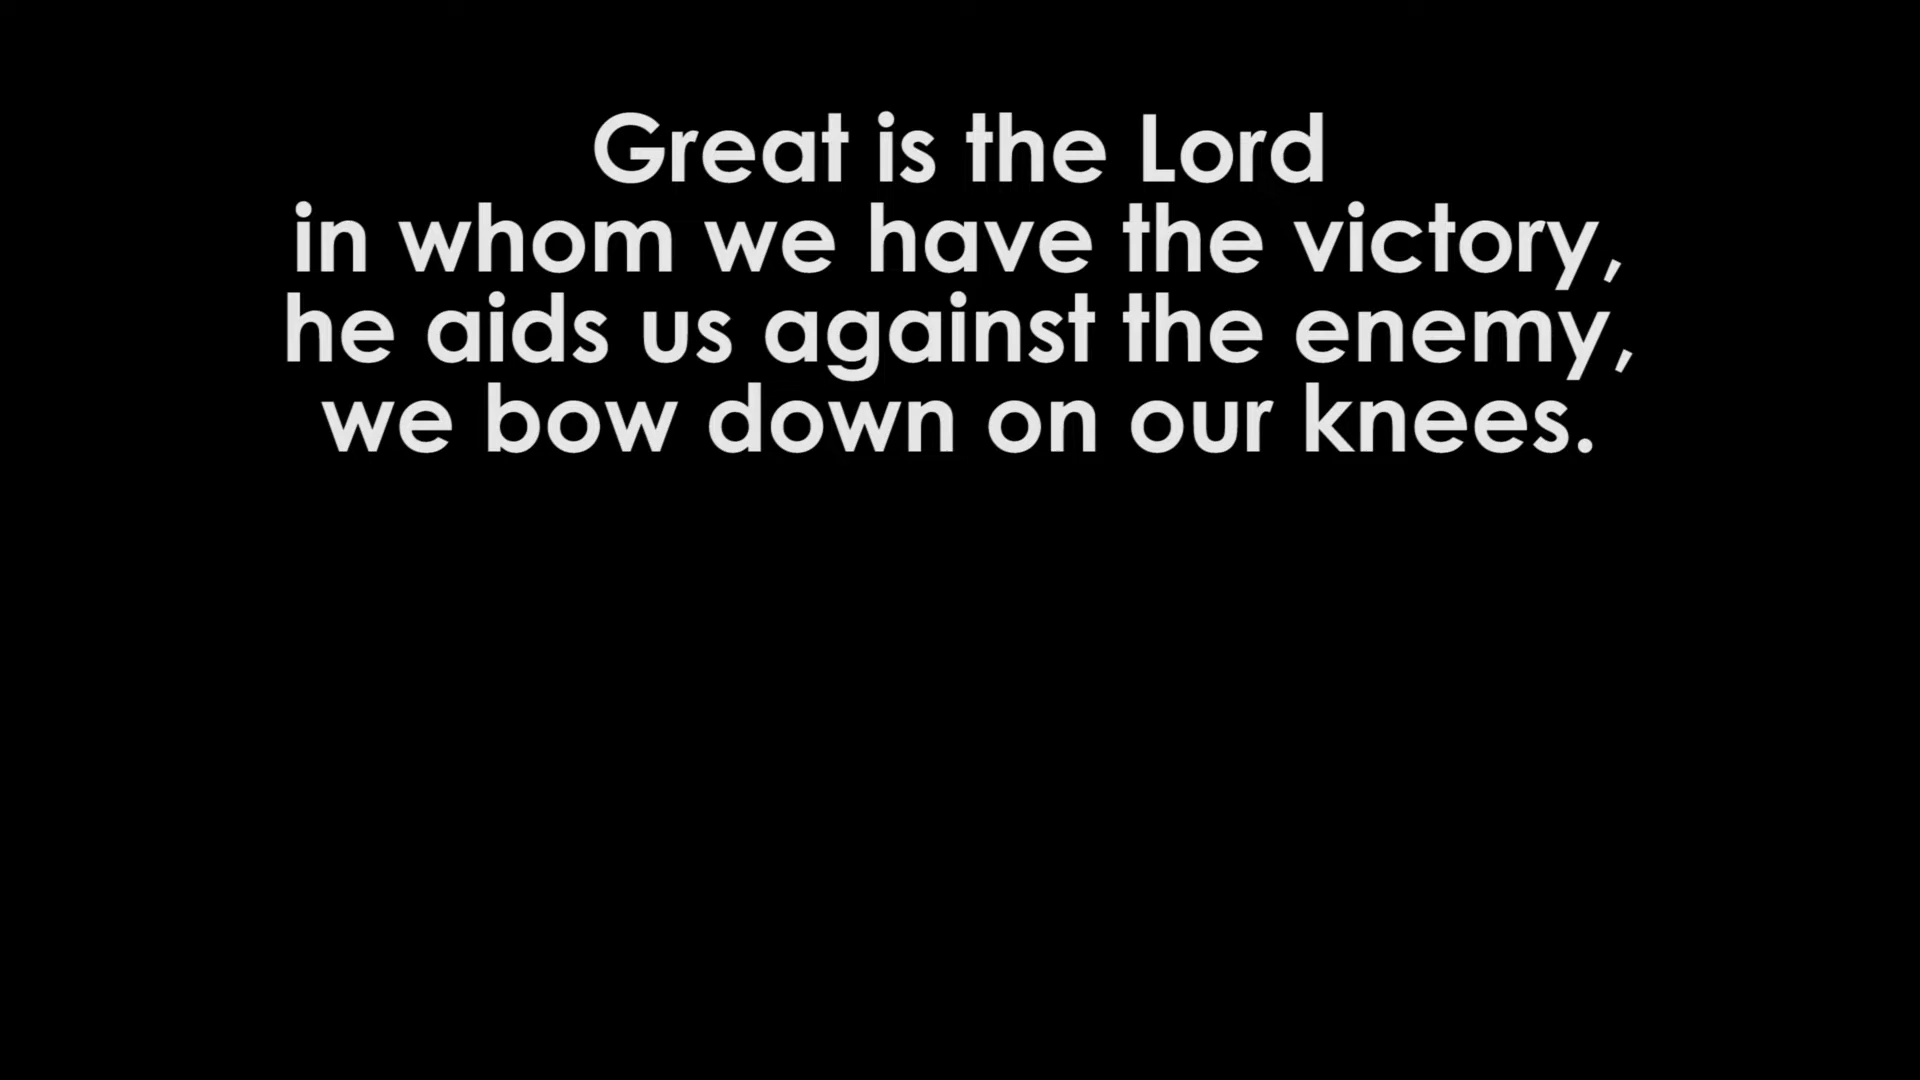 Great is the Lord
in whom we have the victory,
he aids us against the enemy,
we bow down on our knees.